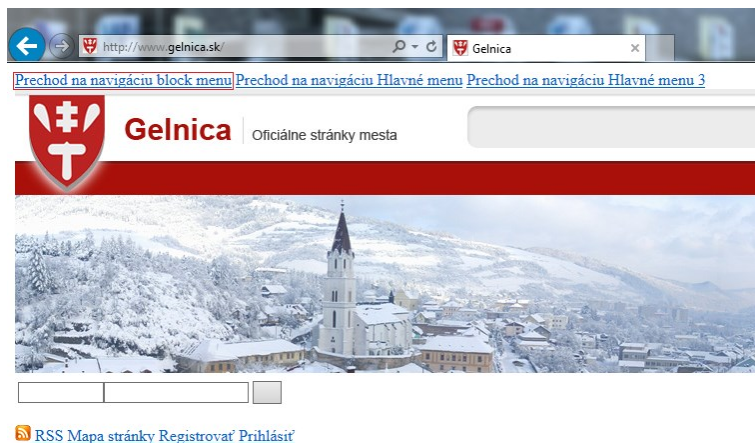 http://www.gelnica.sk/ Gelnica
Prechod na navigáciu block menu Prechod na navigáciu Hlavné menu Prechod na navigáciu Hlavné menu 3
Gelnica Oficiálne stránky mesta
RSS Mapa stránky Registrovať Prihlásiť